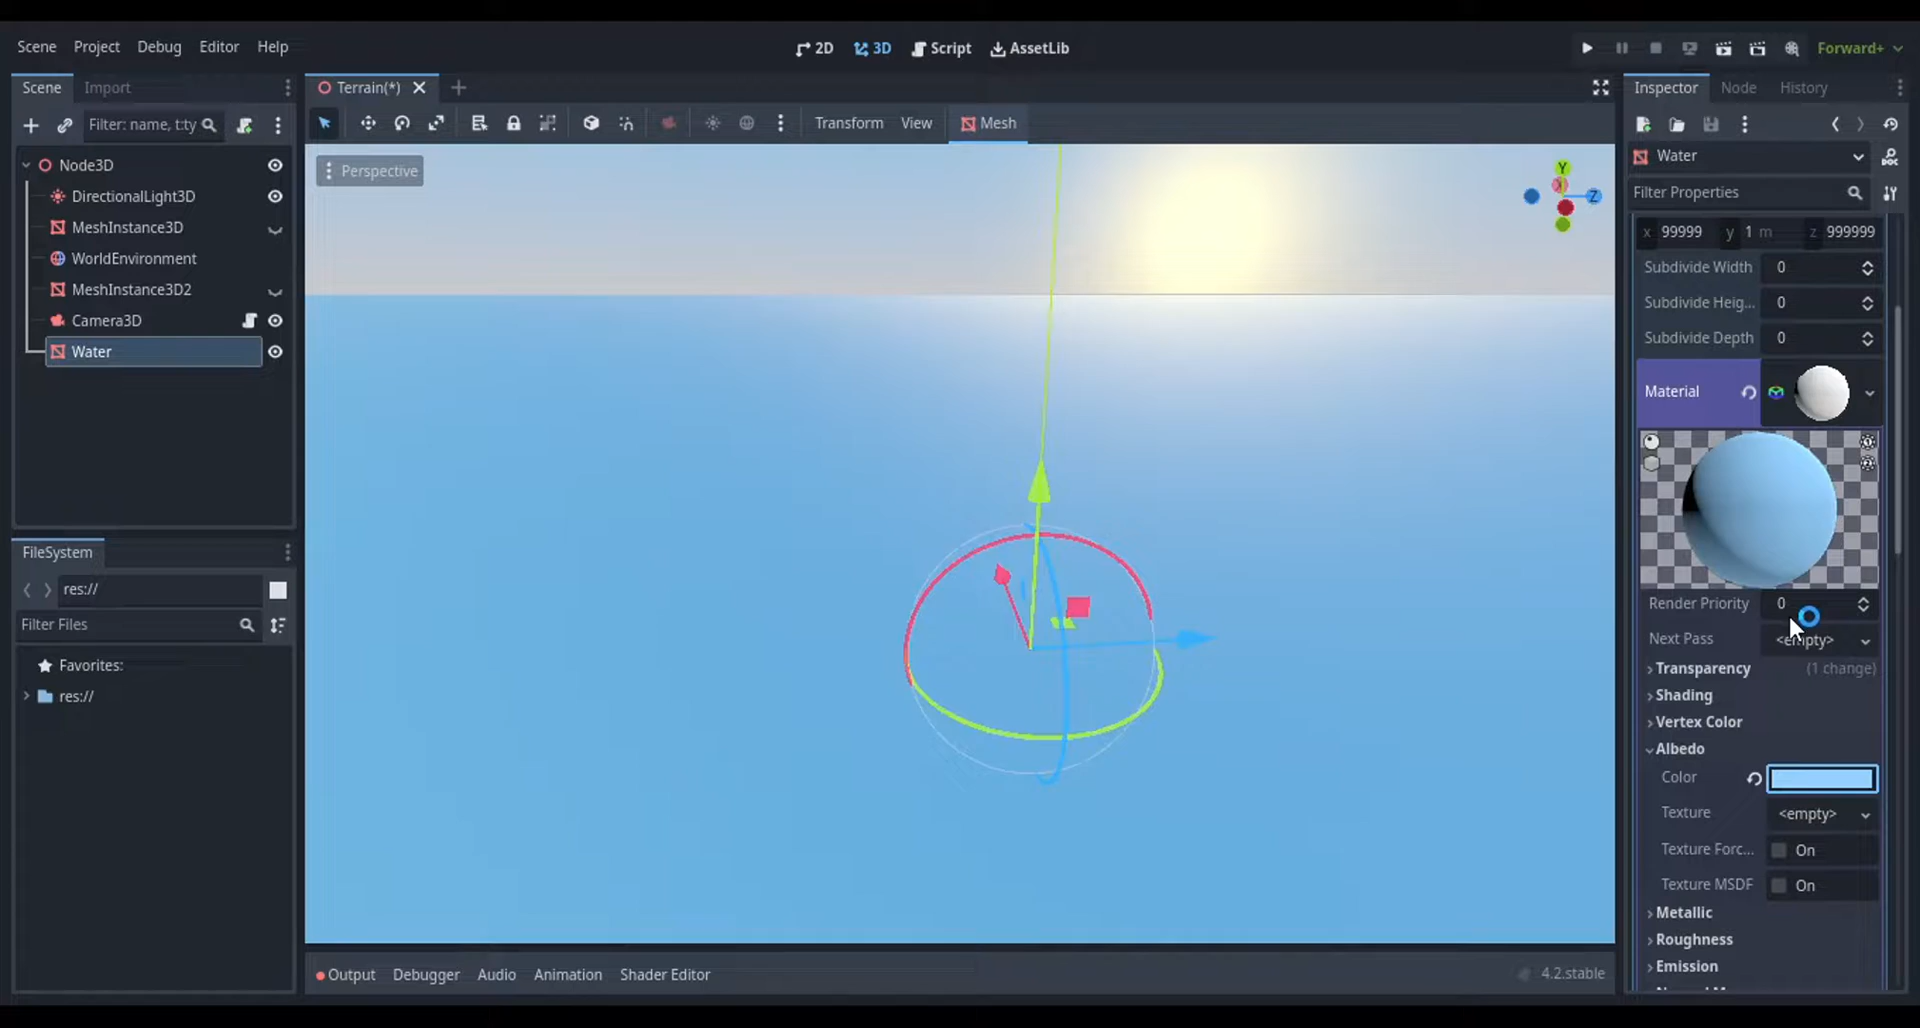 Scene Project Debug Editor Help 2D 3D Script AssetLib Forward+
Scene Import
Filter: name, t:ty
Node3D
DirectionalLight3D
MeshInstance3D
WorldEnvironment
MeshInstance3D2
Camera3D
Water
FileSystem
res://
Filter Files
Favorites:
res://
Terrain(*)
Transform View Mesh
Perspective
Y
Z
Output Debugger Audio Animation Shader Editor 4.2.stable
Inspector Node History
Water
Filter Properties
x 99999 y 1 m z 999999
Subdivide Width 0
Subdivide Heig... 0
Subdivide Depth 0
Material
Render Priority 0
Next Pass <empty>
Transparency (1 change)
Shading
Vertex Color
Albedo
Color
Texture <empty>
Texture Forc... On
Texture MSDF On
Metallic
Roughness
Emission